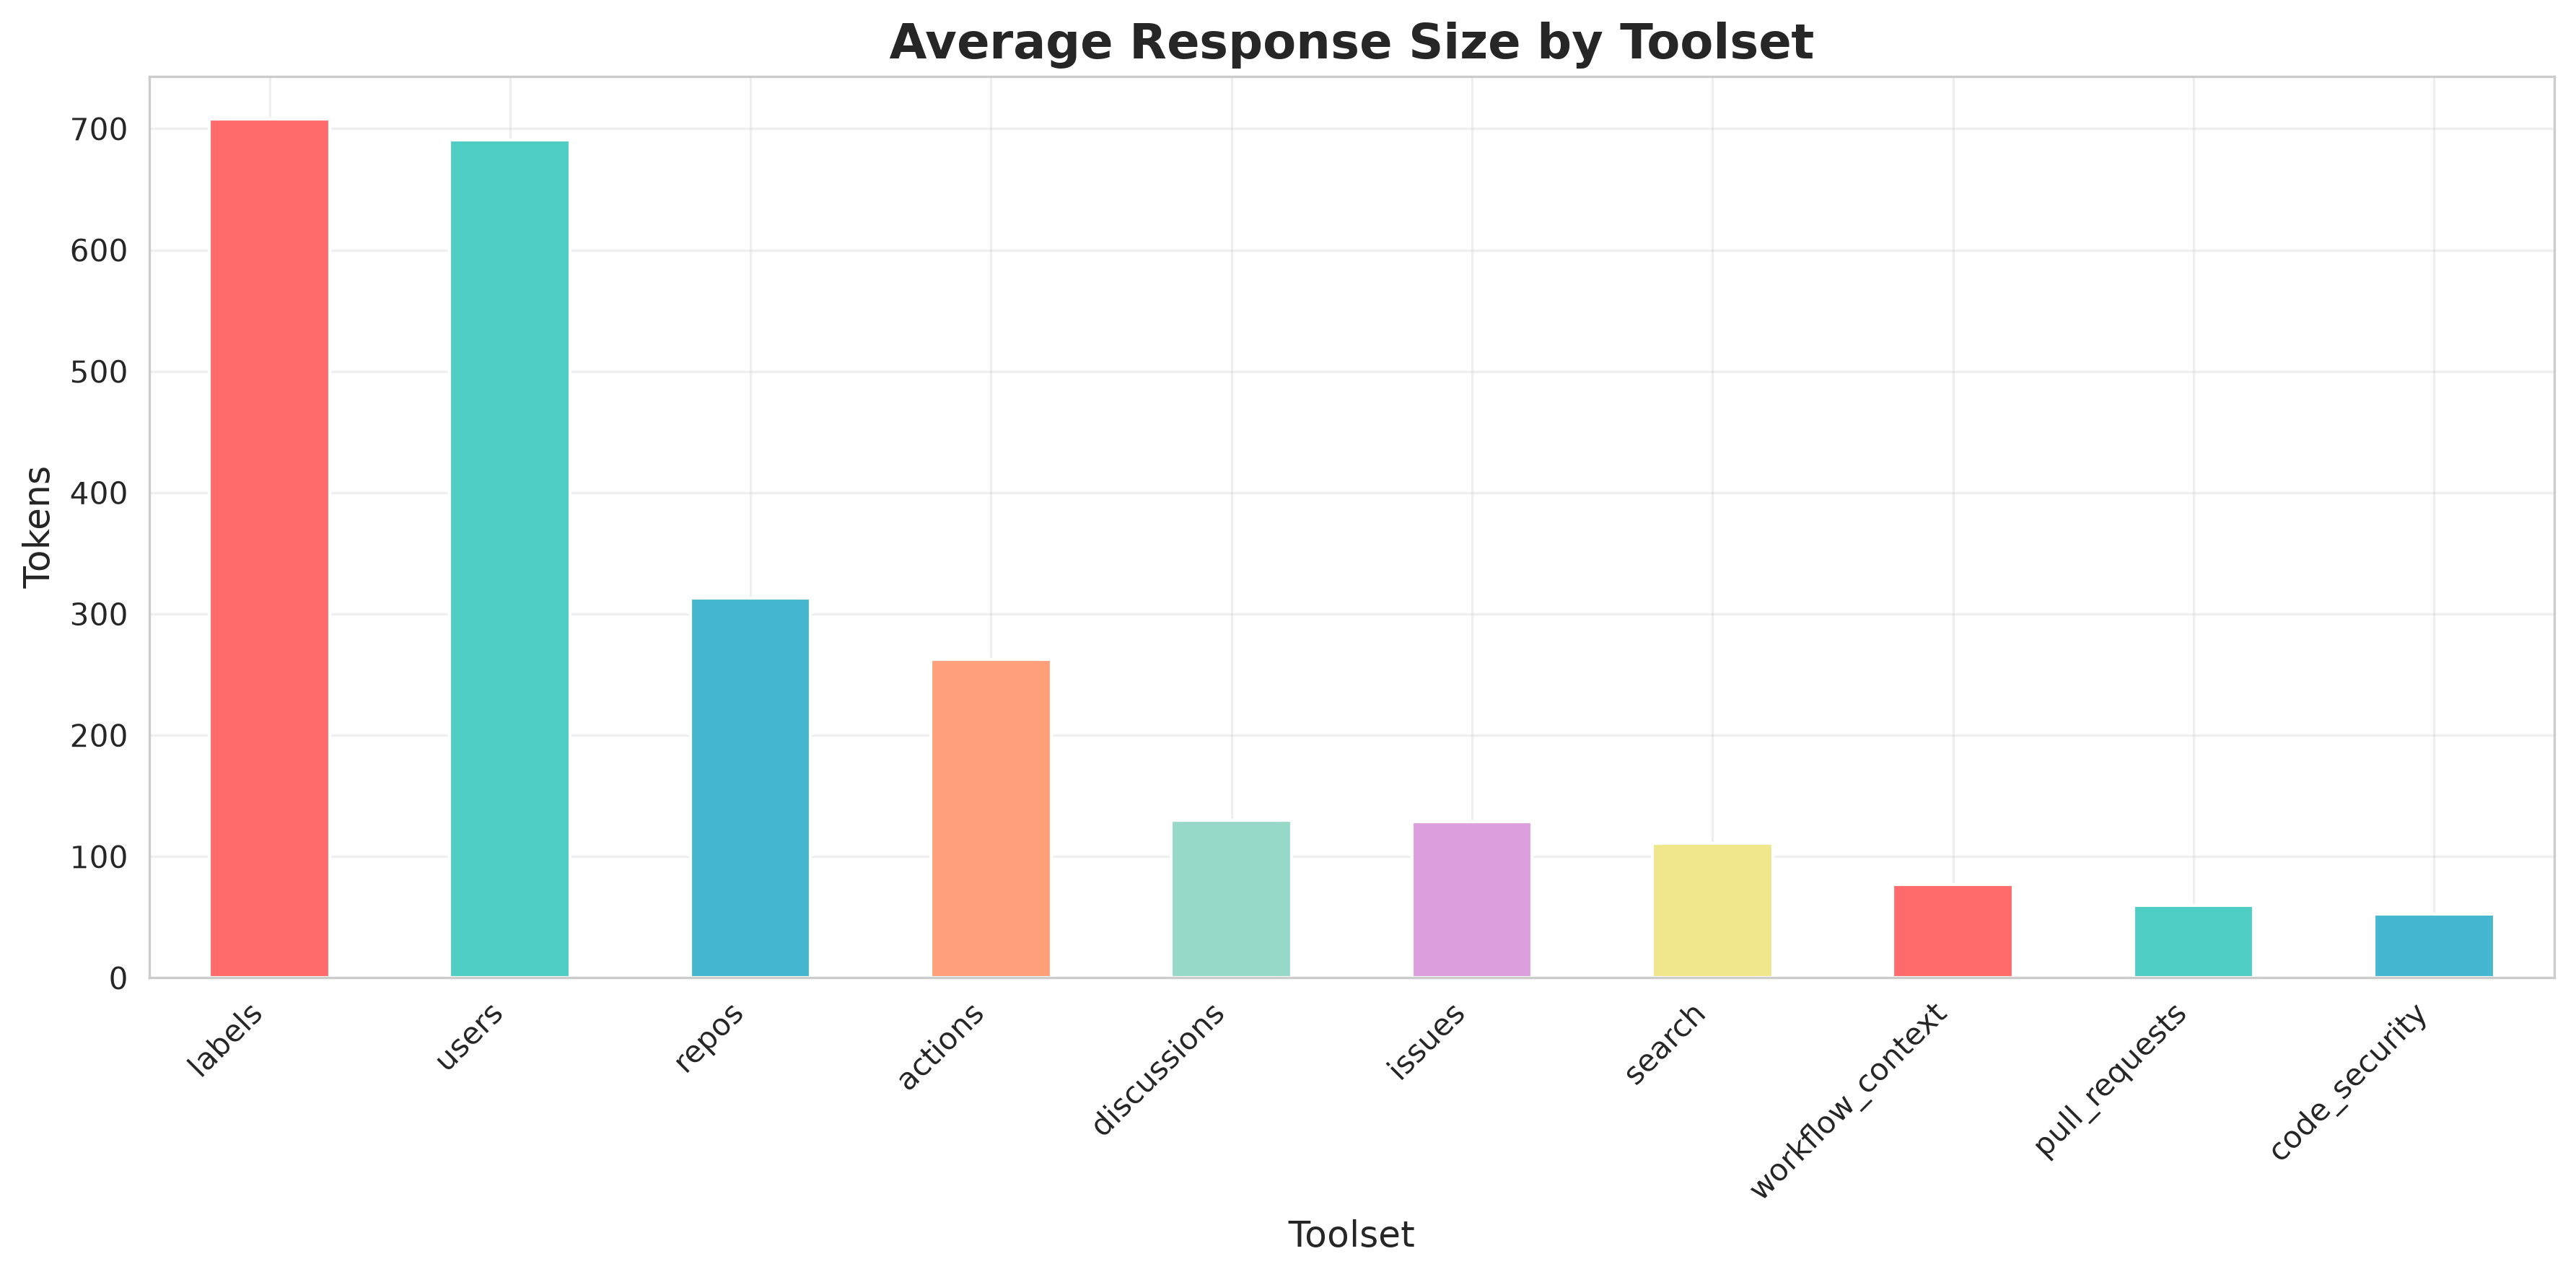 Average Response Size by Toolset
Tokens
700
600
500
400
300
200
100
0
labels
users
repos
actions
discussions
issues
search
workflow_context
pull_requests
code_security
Toolset